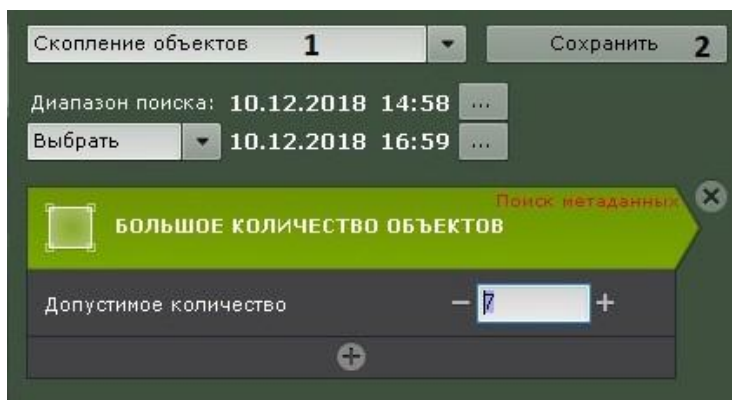 Скопление объектов 1 Сохранить 2
Диапазон поиска: 10.12.2018 14:58 ...
Выбрать 10.12.2018 16:59 ...
Поиск метаданных
БОЛЬШОЕ КОЛИЧЕСТВО ОБЪЕКТОВ
Допустимое количество − 7 +